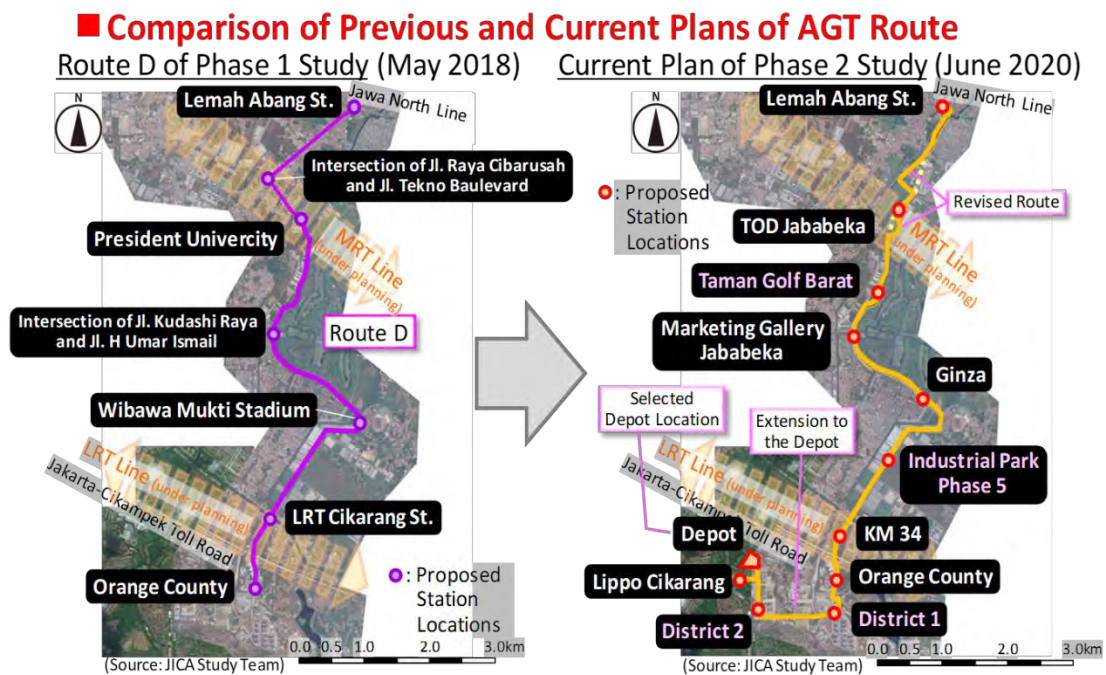 ■ Comparison of Previous and Current Plans of AGT Route
Route D of Phase 1 Study (May 2018)
N
Lemah Abang St.
Jawa North Line
Intersection of Jl. Raya Cibarusah
and Jl. Tekno Baulevard
President Univercity
MRT Line
(under planning)
Intersection of Jl. Kudashi Raya
and Jl. H Umar Ismail
Route D
Wibawa Mukti Stadium
LRT Line (under planning)
Jakarta-Cikampek Toll Road
LRT Cikarang St.
Orange County
: Proposed
Station
Locations
0.0 0.5 1.0 2.0 3.0km
(Source: JICA Study Team)
Current Plan of Phase 2 Study (June 2020)
N
Lemah Abang St.
Jawa North Line
: Proposed
Station
Locations
Revised Route
TOD Jababeka
MRT Line
(under planning)
Taman Golf Barat
Marketing Gallery
Jababeka
Ginza
Selected
Depot Location
Extension to
the Depot
Industrial Park
Phase 5
LRT Line (under planning)
Jakarta-Cikampek Toll Road
KM 34
Depot
Lippo Cikarang
Orange County
District 2
District 1
0.0 0.5 1.0 2.0 3.0km
(Source: JICA Study Team)